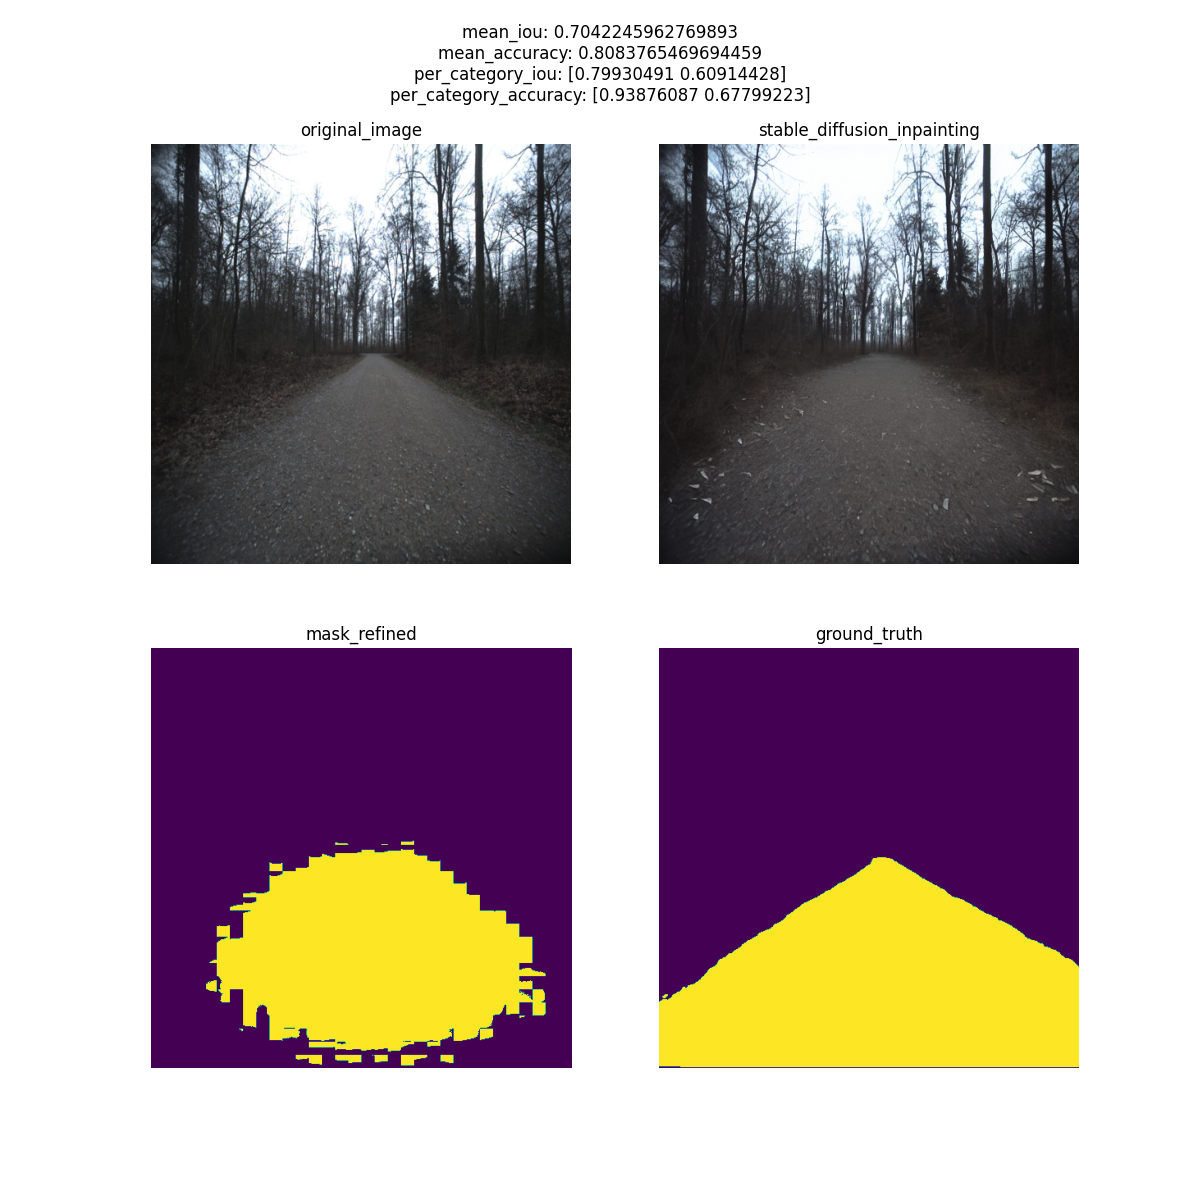 mean_iou: 0.7042245962769893
mean_accuracy: 0.8083765469694459
per_category_iou: [0.79930491 0.60914428]
per_category_accuracy: [0.93876087 0.67799223]
original_image
stable_diffusion_inpainting
mask_refined
ground_truth